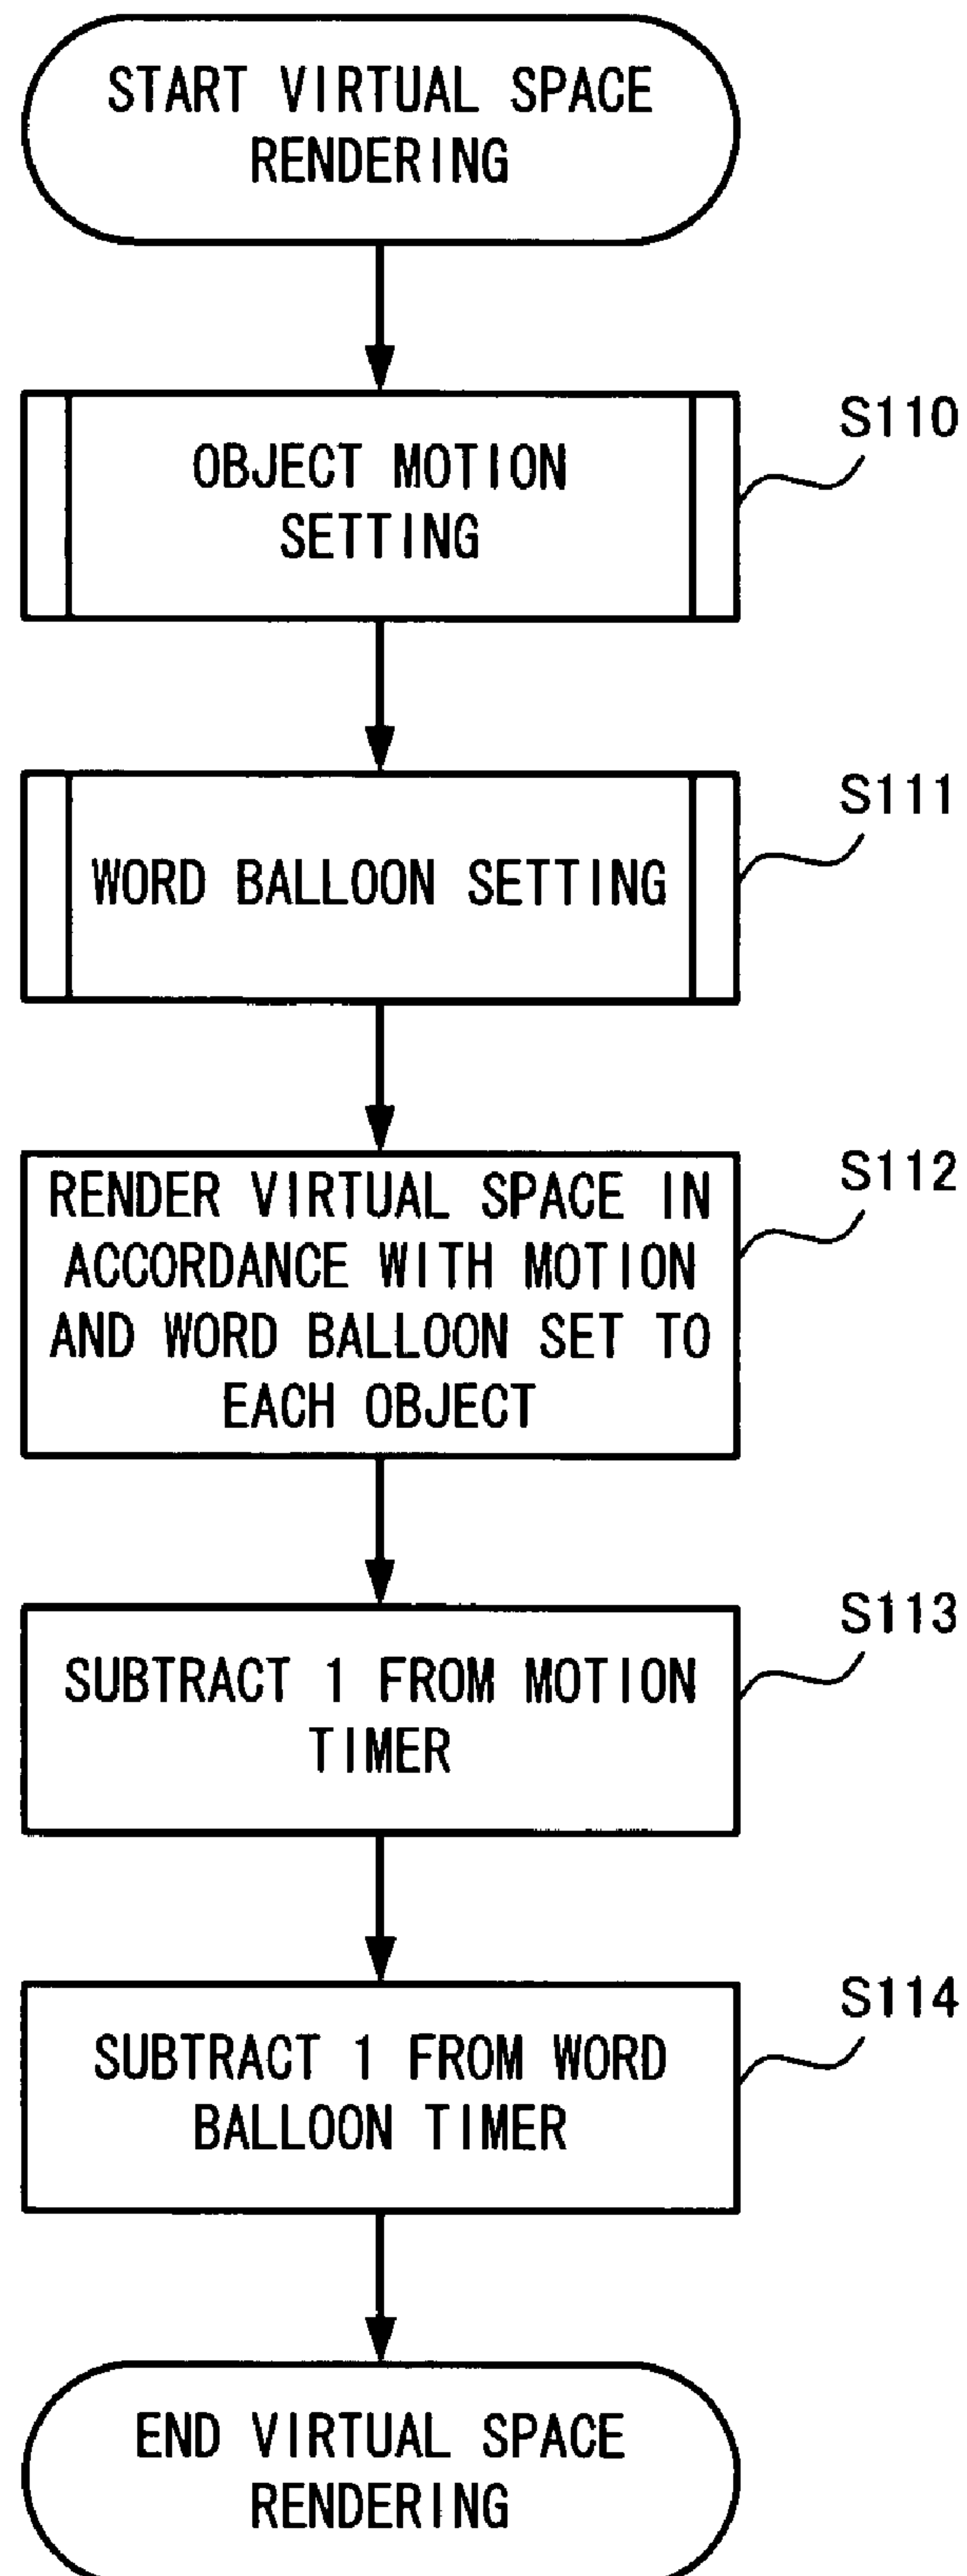 START VIRTUAL SPACE
RENDERING
S110
OBJECT MOTION
SETTING
S111
WORD BALLOON SETTING
S112
RENDER VIRTUAL SPACE IN
ACCORDANCE WITH MOTION
AND WORD BALLOON SET TO
EACH OBJECT
S113
SUBTRACT 1 FROM MOTION
TIMER
S114
SUBTRACT 1 FROM WORD
BALLOON TIMER
END VIRTUAL SPACE
RENDERING